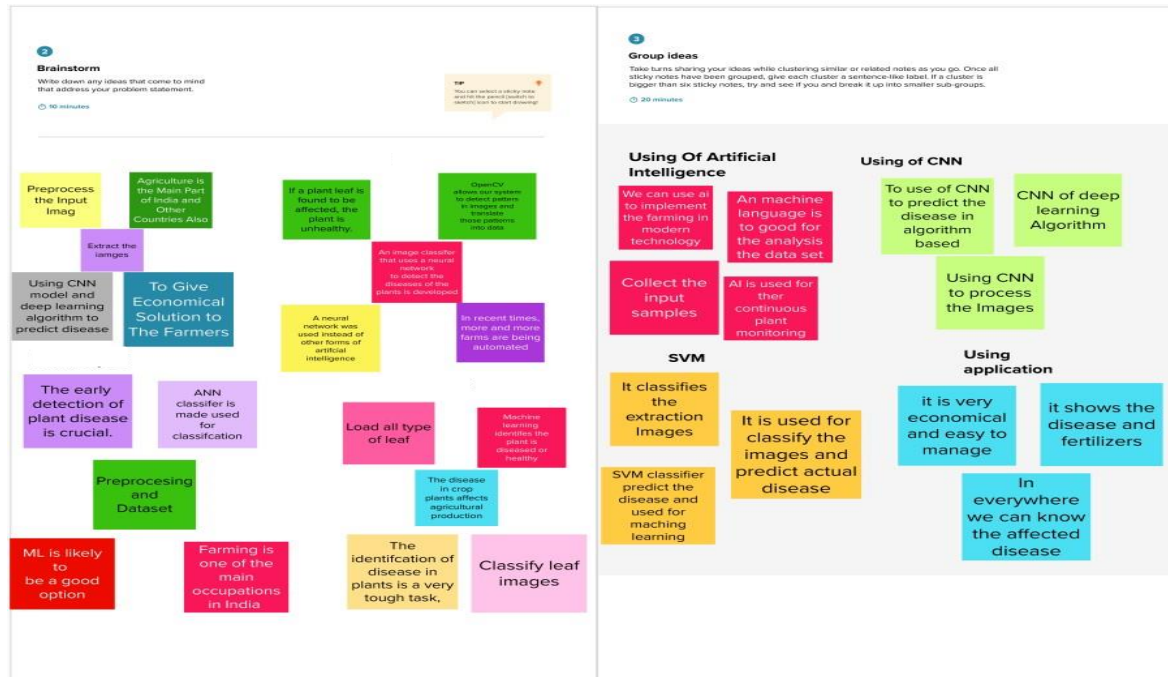 2
Brainstorm
Write down any ideas that come to mind
that address your problem statement.
10 minutes
TIP
You can select a sticky note
and hit the pencil [switch to
sketch] icon to start drawing!
Preprocess
the Input
Imag
Agriculture is
the Main Part
of India and
Other
Countries Also
Extract the
iamges
Using CNN
model and
deep learning
algorithm to
predict disease
To Give
Economical
Solution to
The Farmers
If a plant leaf is
found to be
affected, the
plant is
unhealthy.
OpenCV
allows our system
to detect pattern
in images and
translate
those patterns
into data
An image classifer
that uses a neural
network
to detect the
diseases of the
plants is developed
A neural
network was
used instead of
other forms of
artifcial
intelligence
In recent times,
more and more
farms are being
automated
The early
detection of
plant disease
is crucial.
ANN
classifer is
made used
for
classifcation
Load all type
of leaf
Machine
learning
identifes the
plant is
diseased or
healthy
Preprocesing
and
Dataset
The disease
in crop
plants affects
agricultural
production
ML is likely
to
be a good
option
Farming is
one of the
main
occupations
in India
The
identifcation of
disease in
plants is a very
tough task,
Classify leaf
images
3
Group ideas
Take turns sharing your ideas while clustering similar or related notes as you go. Once all
sticky notes have been grouped, give each cluster a sentence-like label. If a cluster is
bigger than six sticky notes, try and see if you and break it up into smaller sub-groups.
20 minutes
Using Of Artificial
Intelligence
We can use ai
to implement
the farming in
modern
technology
An machine
language is
to good for
the analysis
the data set
Collect the
input
samples
AI is used for
ther
continuous
plant
monitoring
Using of CNN
To use of CNN
to predict the
disease in
algorithm
based
CNN of deep
learning
Algorithm
Using CNN
to process
the Images
SVM
It classifies
the
extraction
Images
It is used for
classify the
images and
predict actual
disease
SVM classifier
predict the
disease and
used for
maching
learning
Using
application
it is very
economical
and easy to
manage
it shows the
disease and
fertilizers
In
everywhere
we can know
the affected
disease